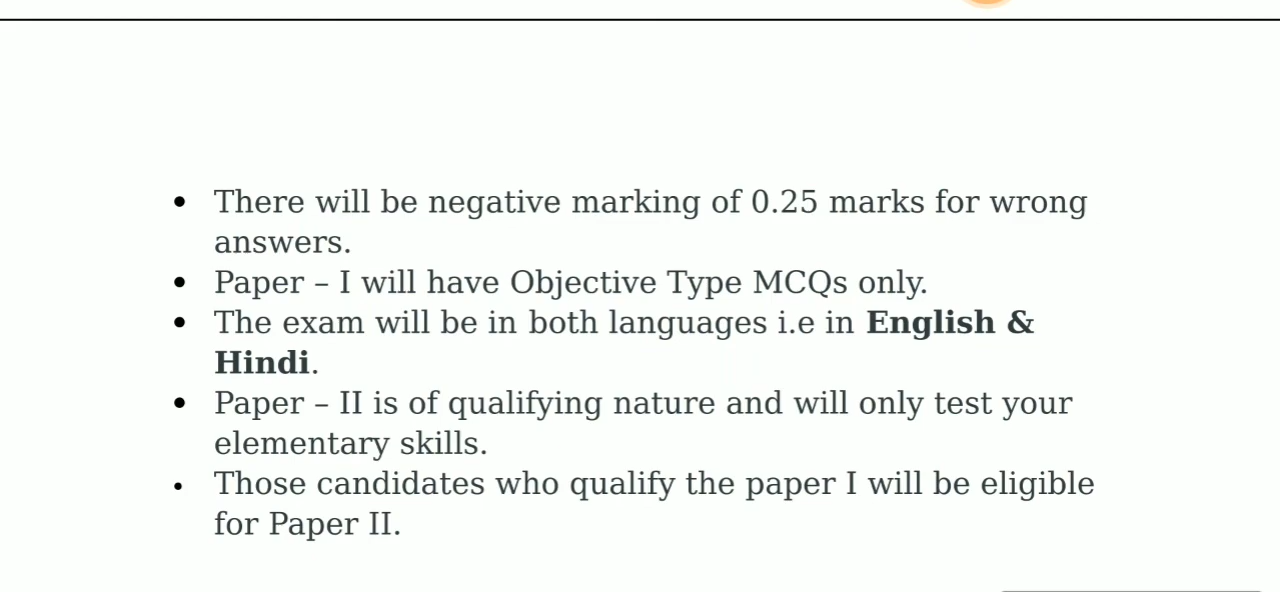 • There will be negative marking of 0.25 marks for wrong
answers.
• Paper – I will have Objective Type MCQs only.
• The exam will be in both languages i.e in English &
Hindi.
• Paper – II is of qualifying nature and will only test your
elementary skills.
• Those candidates who qualify the paper I will be eligible
for Paper II.